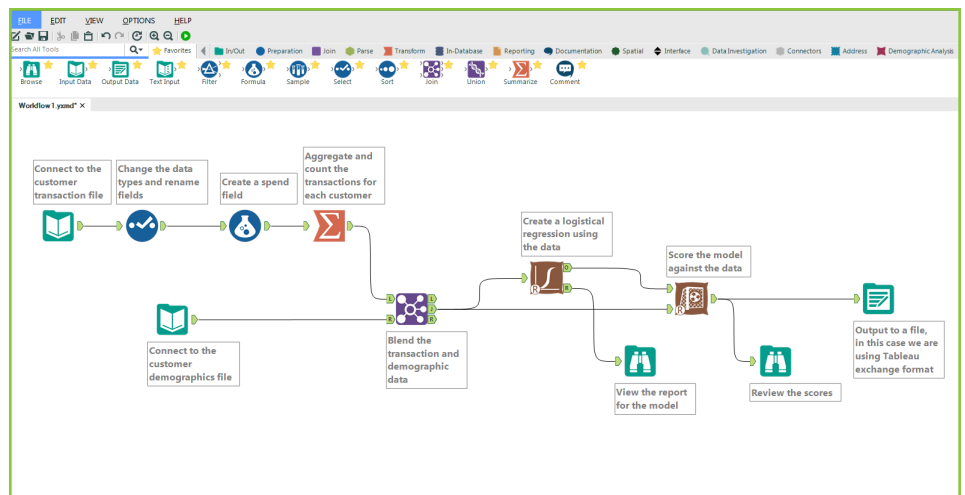 FILE EDIT VIEW OPTIONS HELP
Search All Tools Favorites In/Out Preparation Join Parse Transform In-Database Reporting Documentation Spatial Interface Data Investigation Connectors Address Demographic Analysis
Browse Input Data Output Data Text Input Filter Formula Sample Select Sort Join Union Summarize Comment
Workflow1.yxmd* ×
Connect to the
customer
transaction file
Change the data
types and rename
fields
Create a spend
field
Aggregate and
count the
transactions for
each customer
Create a logistical
regression using
the data
Score the model
against the data
O
R
R
R
L
R
L
J
R
Connect to the
customer
demographics file
Blend the
transaction and
demographic
data
View the report
for the model
Review the scores
Output to a file,
in this case we are
using Tableau
exchange format